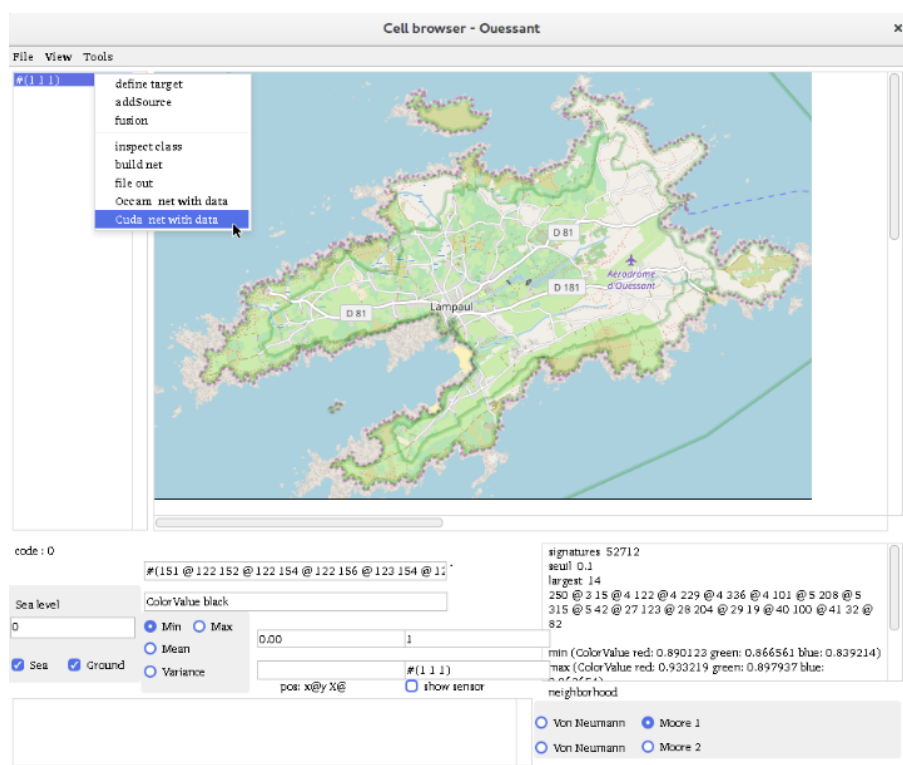 Cell browser - Ouessant
×
File View Tools
#(1 1 1)
define target
addSource
fusion
inspect class
build net
file out
Occam net with data
Cuda net with data
D 81
Aérodrome
d'Ouessant
D 181
Lampaul
D 81
code : 0
#(151 @ 122 152 @ 122 154 @ 122 156 @ 123 154 @ 12
Sea level
ColorValue black
0
Min Max
Mean
Variance
Sea Ground
0.00 1
#(1 1 1)
pos: x@y X@
show sensor
signatures 52712
seuil 0.1
largest 14
250 @ 3 15 @ 4 122 @ 4 229 @ 4 336 @ 4 101 @ 5 208 @ 5
315 @ 5 42 @ 27 123 @ 28 204 @ 29 19 @ 40 100 @ 41 32 @
82
min (ColorValue red: 0.890123 green: 0.866561 blue: 0.839214)
max (ColorValue red: 0.933219 green: 0.897937 blue:
neighborhood
Von Neumann Moore 1
Von Neumann Moore 2